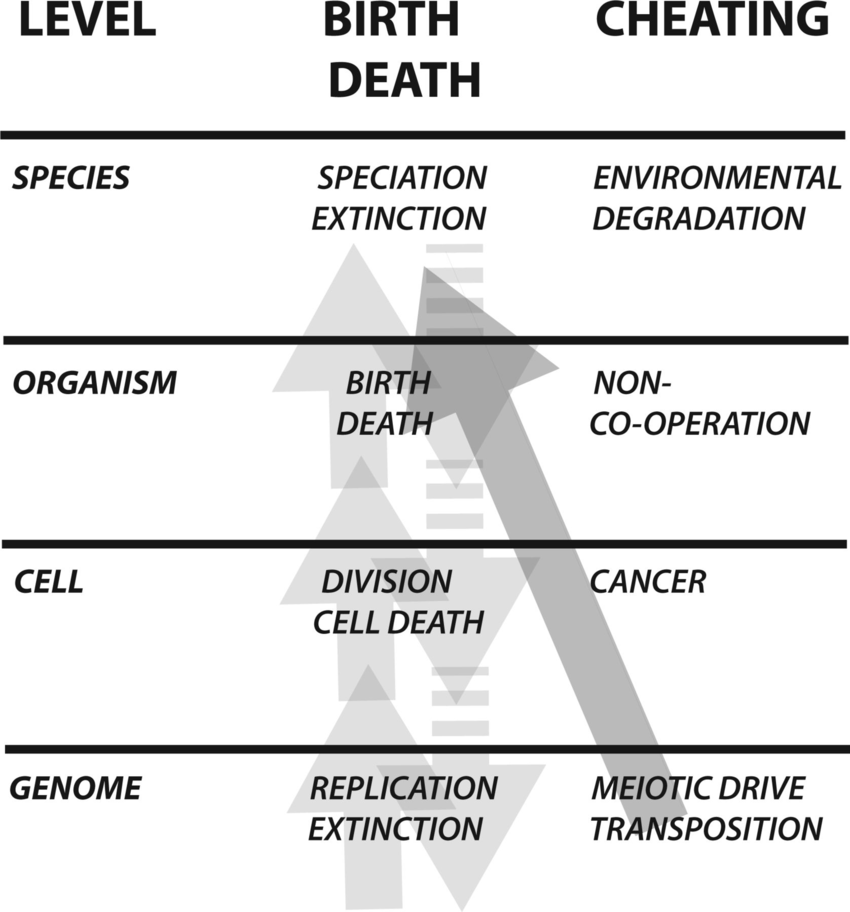 LEVEL BIRTH CHEATING
DEATH
SPECIES SPECIATION ENVIRONMENTAL
EXTINCTION DEGRADATION
ORGANISM BIRTH NON-
DEATH CO-OPERATION
CELL DIVISION CANCER
CELL DEATH
GENOME REPLICATION MEIOTIC DRIVE
EXTINCTION TRANSPOSITION